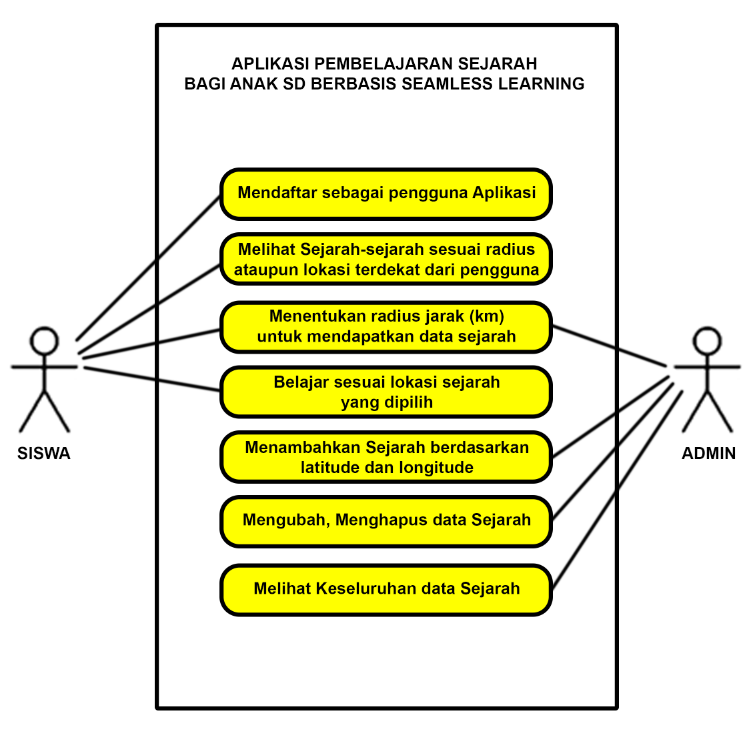 APLIKASI PEMBELAJARAN SEJARAH
BAGI ANAK SD BERBASIS SEAMLESS LEARNING
Mendaftar sebagai pengguna Aplikasi
Melihat Sejarah-sejarah sesuai radius
ataupun lokasi terdekat dari pengguna
Menentukan radius jarak (km)
untuk mendapatkan data sejarah
Belajar sesuai lokasi sejarah
yang dipilih
Menambahkan Sejarah berdasarkan
latitude dan longitude
Mengubah, Menghapus data Sejarah
Melihat Keseluruhan data Sejarah
SISWA
ADMIN